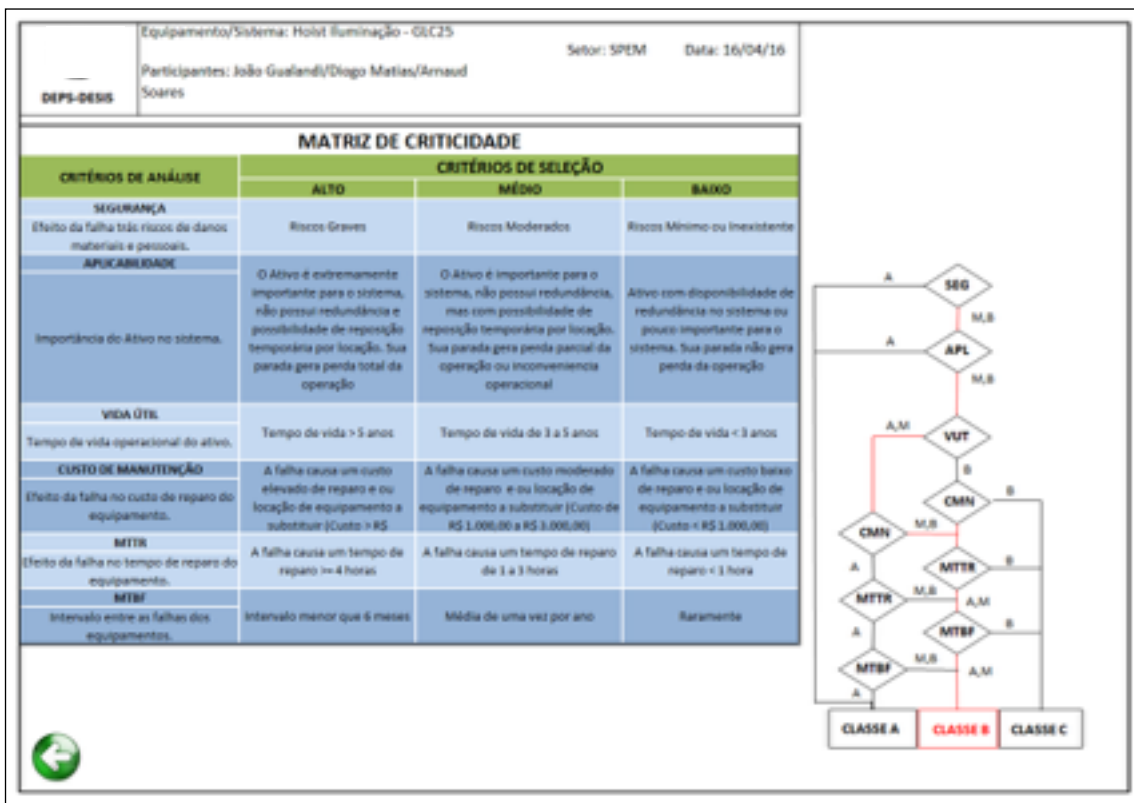 Equipamento/Sistema: Hoist Iluminação - GLC25
Setor: SPEM Data: 16/04/16
Participantes: João Gualandi/Diogo Matias/Arnaud
Soares
DEPS-DESIS
MATRIZ DE CRITICIDADE
CRITÉRIOS DE ANÁLISE
CRITÉRIOS DE SELEÇÃO
ALTO MÉDIO BAIXO
SEGURANÇA
Efeito da falha trás riscos de danos
materiais e pessoais.
Riscos Graves
Riscos Moderados
Riscos Mínimo ou Inexistente
APLICABILIDADE
Importância do Ativo no sistema.
O Ativo é extremamente
importante para o sistema,
não possui redundância e
possibilidade de reposição
temporária por locação. Sua
parada gera perda total da
operação
O Ativo é importante para o
sistema, não possui redundância,
mas com possibilidade de
reposição temporária por locação.
Sua parada gera perda parcial da
operação ou inconveniencia
operacional
Ativo com disponibilidade de
redundância no sistema ou
pouco importante para o
sistema. Sua parada não gera
perda da operação
VIDA ÚTIL
Tempo de vida operacional do ativo.
Tempo de vida > 5 anos
Tempo de vida de 3 a 5 anos
Tempo de vida < 3 anos
CUSTO DE MANUTENÇÃO
Efeito da falha no custo de reparo do
equipamento.
A falha causa um custo
elevado de reparo e ou
locação de equipamento a
substituir (Custo > R$
A falha causa um custo moderado
de reparo e ou locação de
equipamento a substituir (Custo de
R$ 1.000,00 a R$ 3.000,00)
A falha causa um custo baixo
de reparo e ou locação de
equipamento a substituir
(Custo < R$ 1.000,00)
MTTR
Efeito da falha no tempo de reparo do
equipamento.
A falha causa um tempo de
reparo >= 4 horas
A falha causa um tempo de reparo
de 1 a 3 horas
A falha causa um tempo de
reparo < 1 hora
MTBF
Intervalo entre as falhas dos
equipamentos.
Intervalo menor que 6 meses
Média de uma vez por ano
Raramente
A SEG
M,B
A APL
M,B
A,M VUT
B
CMN B
CMN M,B
A MTTR B
MTTR M,B A,M
A MTBF B
MTBF M,B A,M
A
CLASSE A CLASSE B CLASSE C